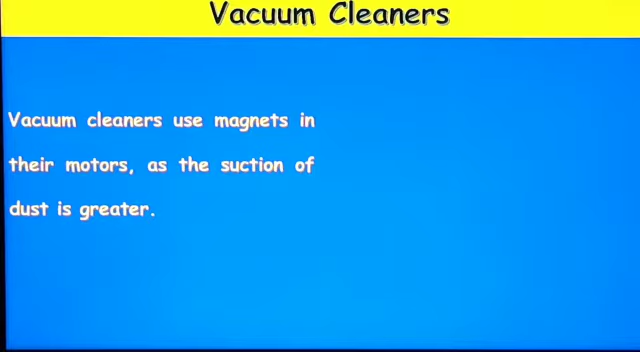 Vacuum Cleaners
Vacuum cleaners use magnets in
their motors, as the suction of
dust is greater.